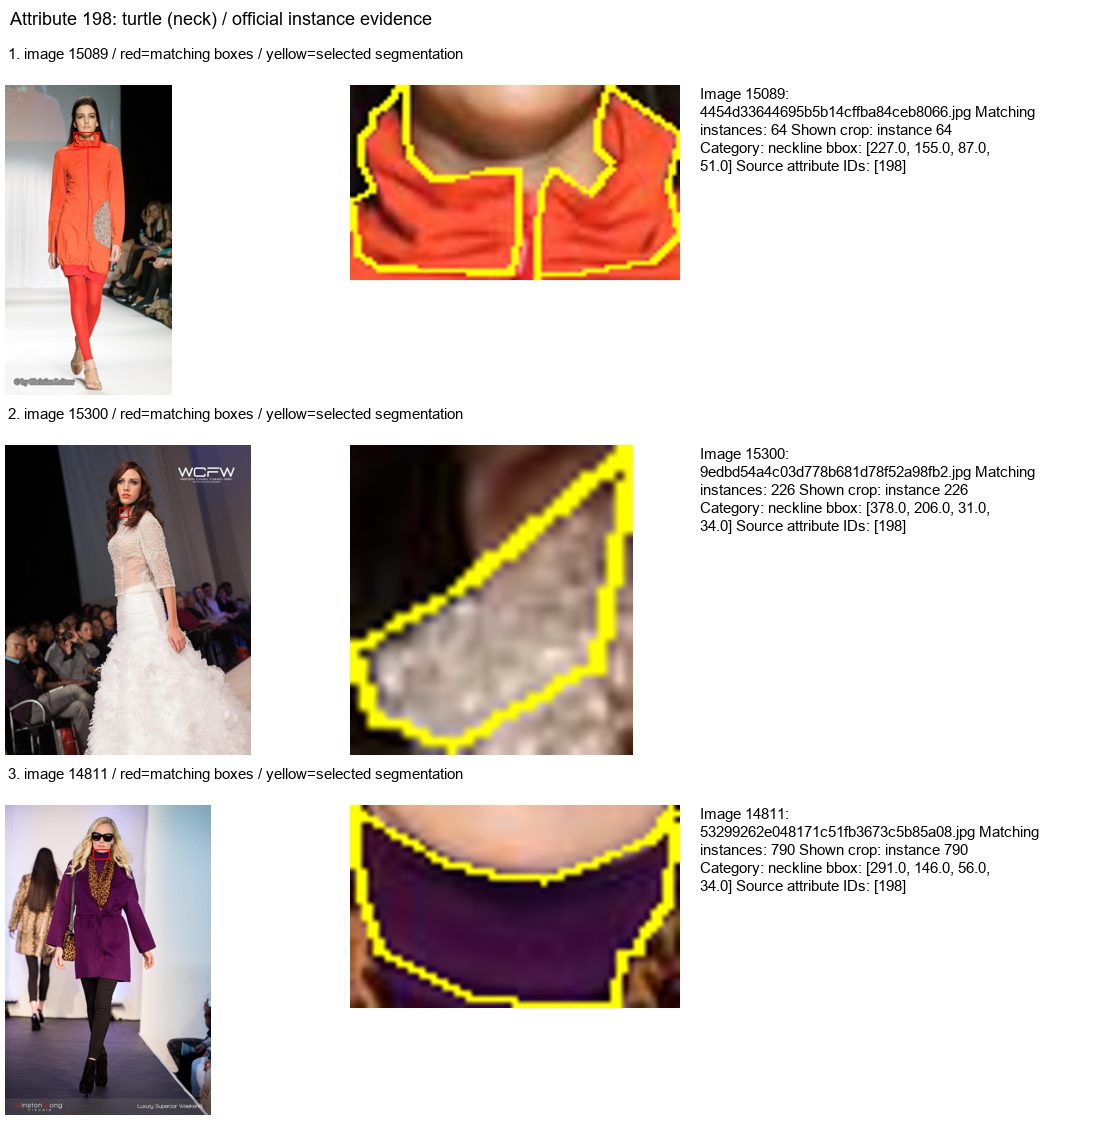 Attribute 198: turtle (neck) / official instance evidence
1. image 15089 / red=matching boxes / yellow=selected segmentation
Image 15089:
4454d33644695b5b14cffba84ceb8066.jpg Matching
instances: 64 Shown crop: instance 64
Category: neckline bbox: [227.0, 155.0, 87.0,
51.0] Source attribute IDs: [198]
2. image 15300 / red=matching boxes / yellow=selected segmentation
WCFW
Image 15300:
9edbd54a4c03d778b681d78f52a98fb2.jpg Matching
instances: 226 Shown crop: instance 226
Category: neckline bbox: [378.0, 206.0, 31.0,
34.0] Source attribute IDs: [198]
3. image 14811 / red=matching boxes / yellow=selected segmentation
Image 14811:
53299262e048171c51fb3673c5b85a08.jpg Matching
instances: 790 Shown crop: instance 790
Category: neckline bbox: [291.0, 146.0, 56.0,
34.0] Source attribute IDs: [198]
Luxury Supercar Weekend